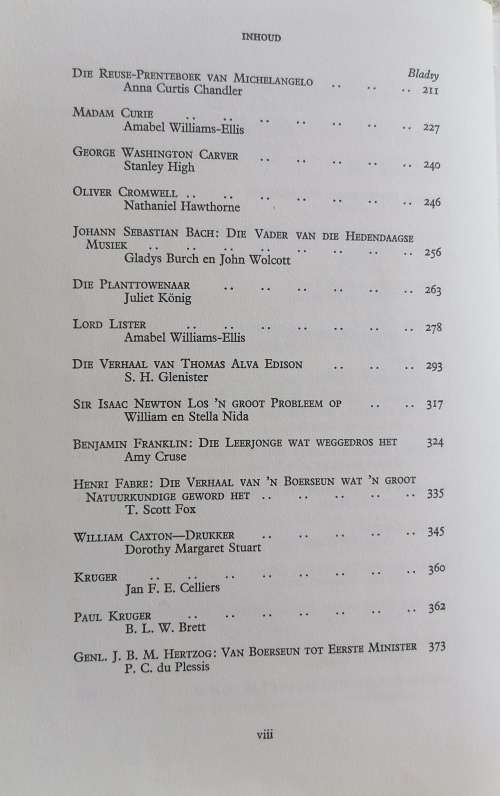 INHOUD
Bladsy
DIE REUSE-PRENTEBOEK VAN MICHELANGELO .. .. .. 211
Anna Curtis Chandler
MADAM CURIE .. .. .. .. .. .. .. 227
Amabel Williams-Ellis
GEORGE WASHINGTON CARVER .. .. .. .. .. 240
Stanley High
OLIVER CROMWELL .. .. .. .. .. .. .. 246
Nathaniel Hawthorne
JOHANN SEBASTIAN BACH: DIE VADER VAN DIE HEDENDAAGSE
MUSIEK .. .. .. .. .. .. .. .. 256
Gladys Burch en John Wolcott
DIE PLANTTOWENAAR .. .. .. .. .. .. 263
Juliet König
LORD LISTER .. .. .. .. .. .. .. 278
Amabel Williams-Ellis
DIE VERHAAL VAN THOMAS ALVA EDISON .. .. .. 293
S. H. Glenister
SIR ISAAC NEWTON LOS 'N GROOT PROBLEEM OP .. .. 317
William en Stella Nida
BENJAMIN FRANKLIN: DIE LEERJONGE WAT WEGGEDROS HET 324
Amy Cruse
HENRI FABRE: DIE VERHAAL VAN 'N BOERSEUN WAT 'N GROOT
NATUURKUNDIGE GEWORD HET .. .. .. .. .. 335
T. Scott Fox
WILLIAM CAXTON—DRUKKER .. .. .. .. .. 345
Dorothy Margaret Stuart
KRUGER .. .. .. .. .. .. .. .. 360
Jan F. E. Celliers
PAUL KRUGER .. .. .. .. .. .. .. 362
B. L. W. Brett
GENL. J. B. M. HERTZOG: VAN BOERSEUN TOT EERSTE MINISTER 373
P. C. du Plessis
viii